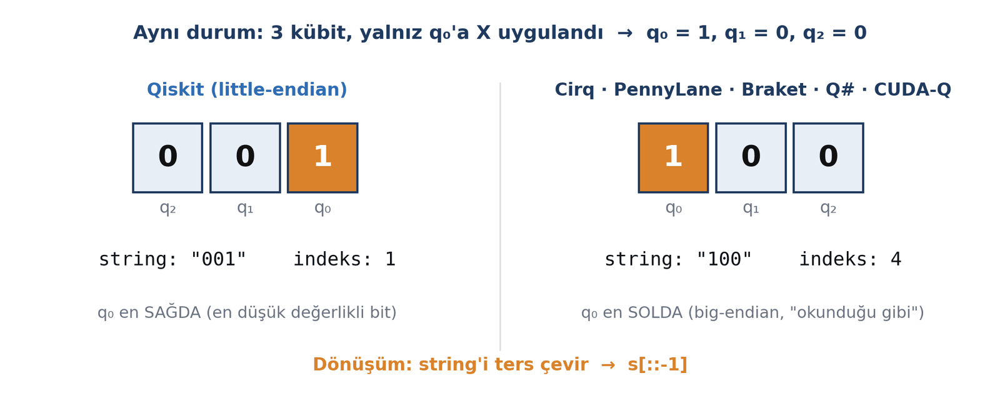 Aynı durum: 3 kübit, yalnız q₀'a X uygulandı → q₀ = 1, q₁ = 0, q₂ = 0
Qiskit (little-endian)
0 0 1
q₂ q₁ q₀
string: "001" indeks: 1
q₀ en SAĞDA (en düşük değerlikli bit)
Cirq · PennyLane · Braket · Q# · CUDA-Q
1 0 0
q₀ q₁ q₂
string: "100" indeks: 4
q₀ en SOLDA (big-endian, "okunduğu gibi")
Dönüşüm: string'i ters çevir → s[::-1]